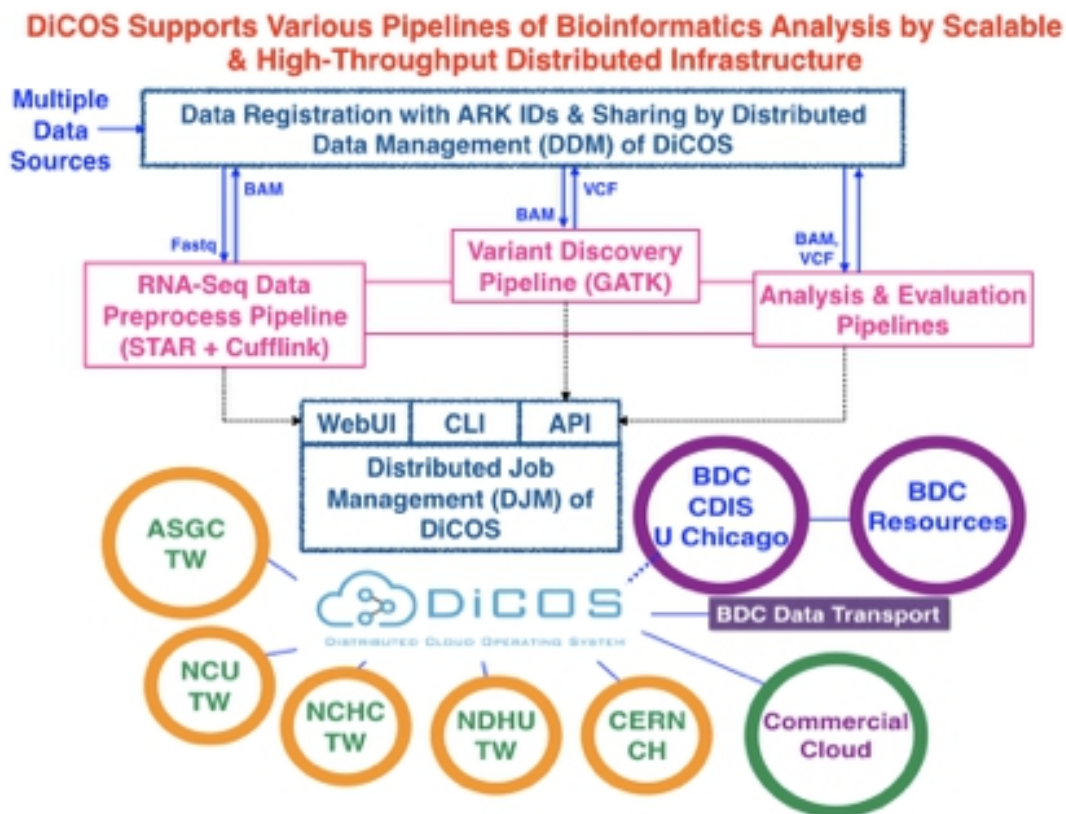 DiCOS Supports Various Pipelines of Bioinformatics Analysis by Scalable
& High-Throughput Distributed Infrastructure
Multiple
Data
Sources
Data Registration with ARK IDs & Sharing by Distributed
Data Management (DDM) of DiCOS
BAM
Fastq
VCF
BAM
BAM,
VCF
RNA-Seq Data
Preprocess Pipeline
(STAR + Cufflink)
Variant Discovery
Pipeline (GATK)
Analysis & Evaluation
Pipelines
WebUI
CLI
API
Distributed Job
Management (DJM) of
DiCOS
ASGC
TW
BDC
CDIS
U Chicago
BDC
Resources
DiCOS
DISTRIBUTED CLOUD OPERATING SYSTEM
BDC Data Transport
NCU
TW
NCHC
TW
NDHU
TW
CERN
CH
Commercial
Cloud